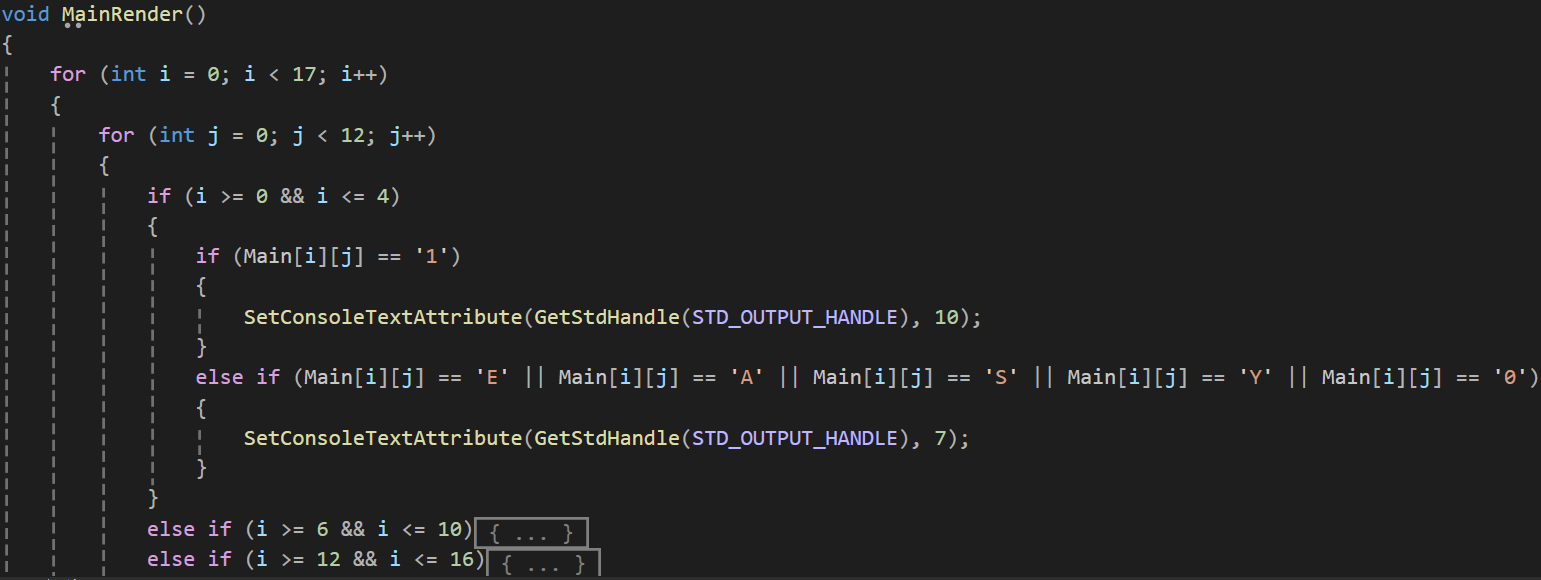 void MainRender()
{
    for (int i = 0; i < 17; i++)
    {
        for (int j = 0; j < 12; j++)
        {
            if (i >= 0 && i <= 4)
            {
                if (Main[i][j] == '1')
                {
                    SetConsoleTextAttribute(GetStdHandle(STD_OUTPUT_HANDLE), 10);
                }
                else if (Main[i][j] == 'E' || Main[i][j] == 'A' || Main[i][j] == 'S' || Main[i][j] == 'Y' || Main[i][j] == '0')
                {
                    SetConsoleTextAttribute(GetStdHandle(STD_OUTPUT_HANDLE), 7);
                }
            }
            else if (i >= 6 && i <= 10){ ... }
            else if (i >= 12 && i <= 16){ ... }